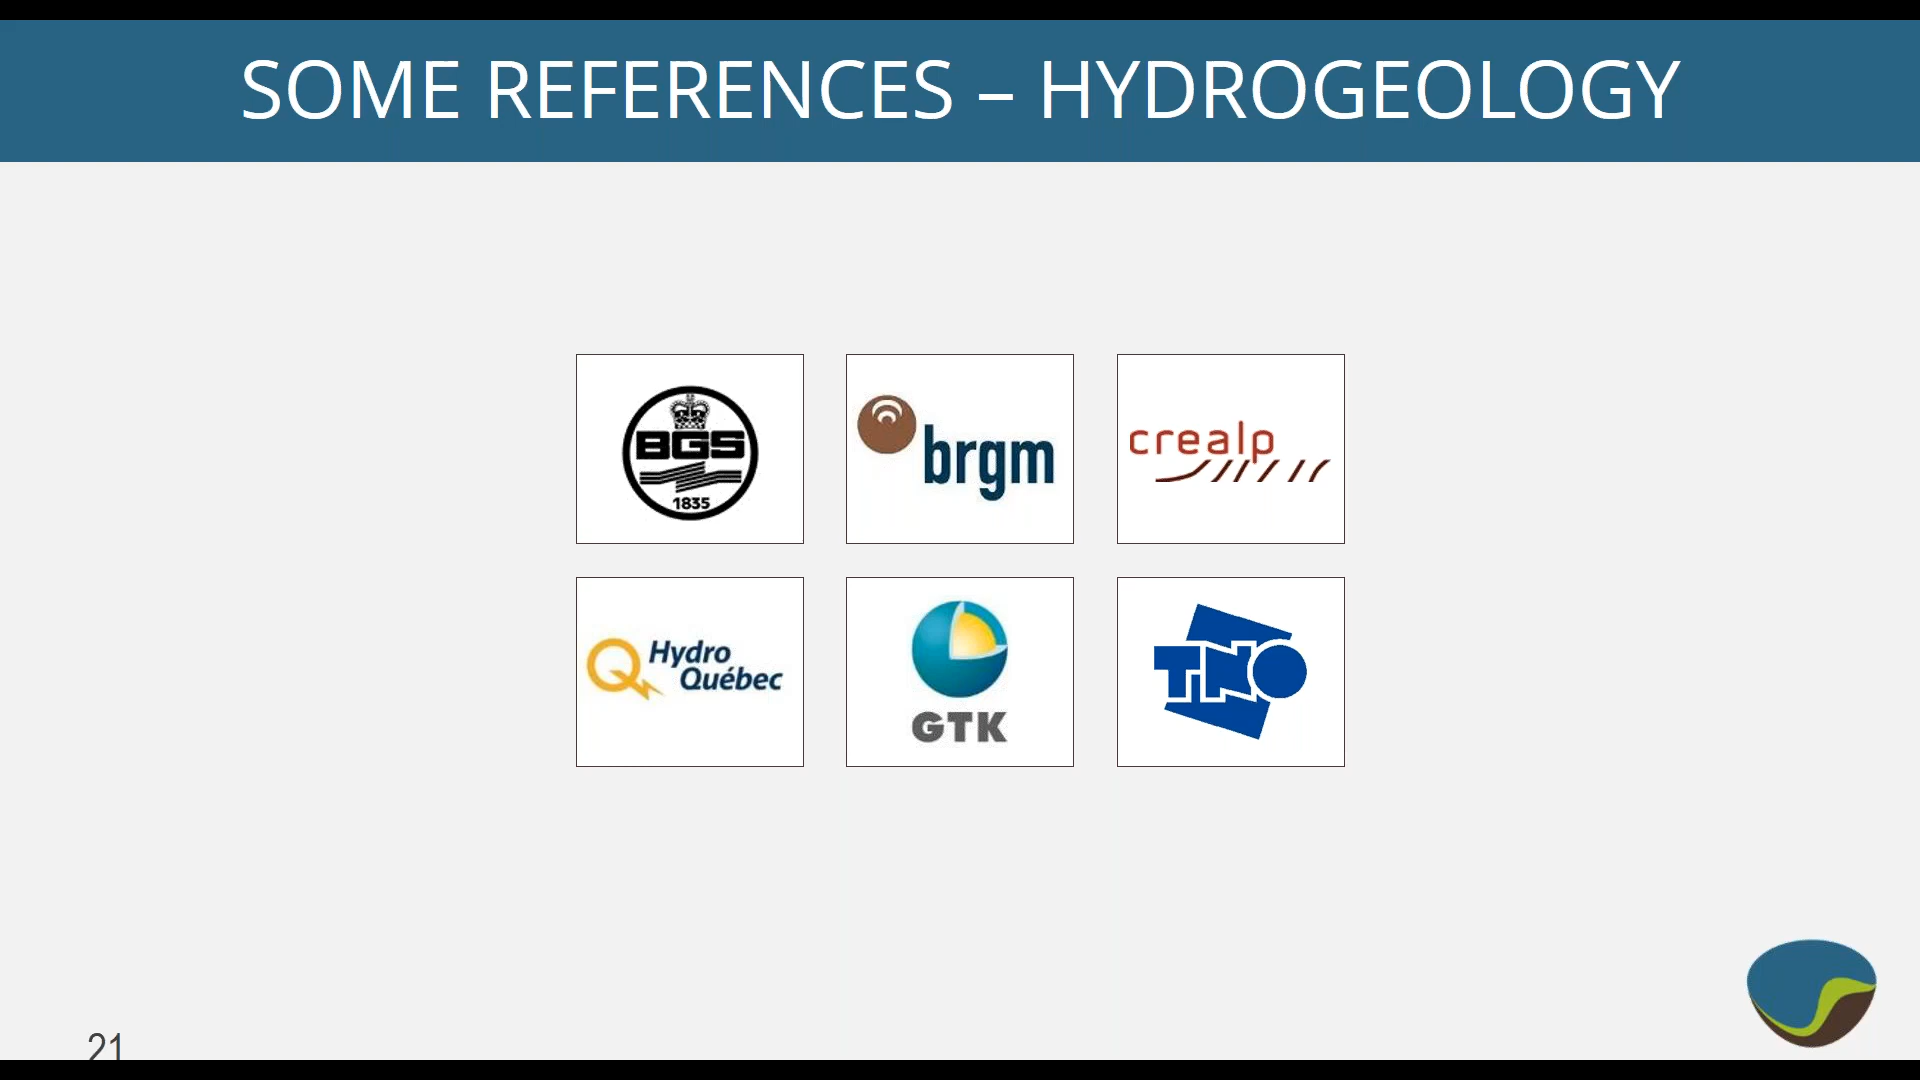 SOME REFERENCES – HYDROGEOLOGY
BGS
1835
brgm
crealp
Hydro
Québec
GTK
TNO
21